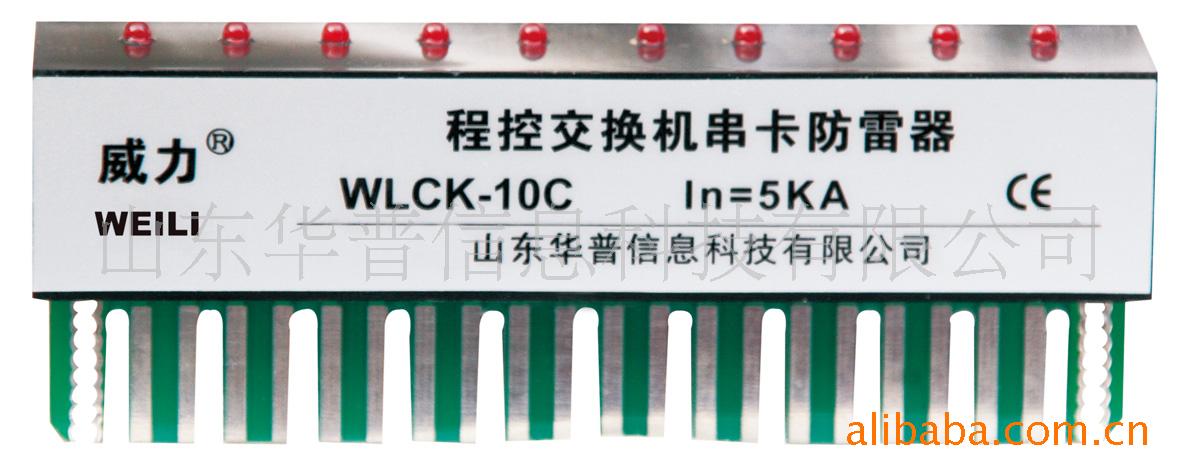 程控交换机串卡防雷器
威力®
WEILi
WLCK-10C In=5KA CE
山东华普信息科技有限公司
山东华普信息科技有限公司
alibaba.com.cn